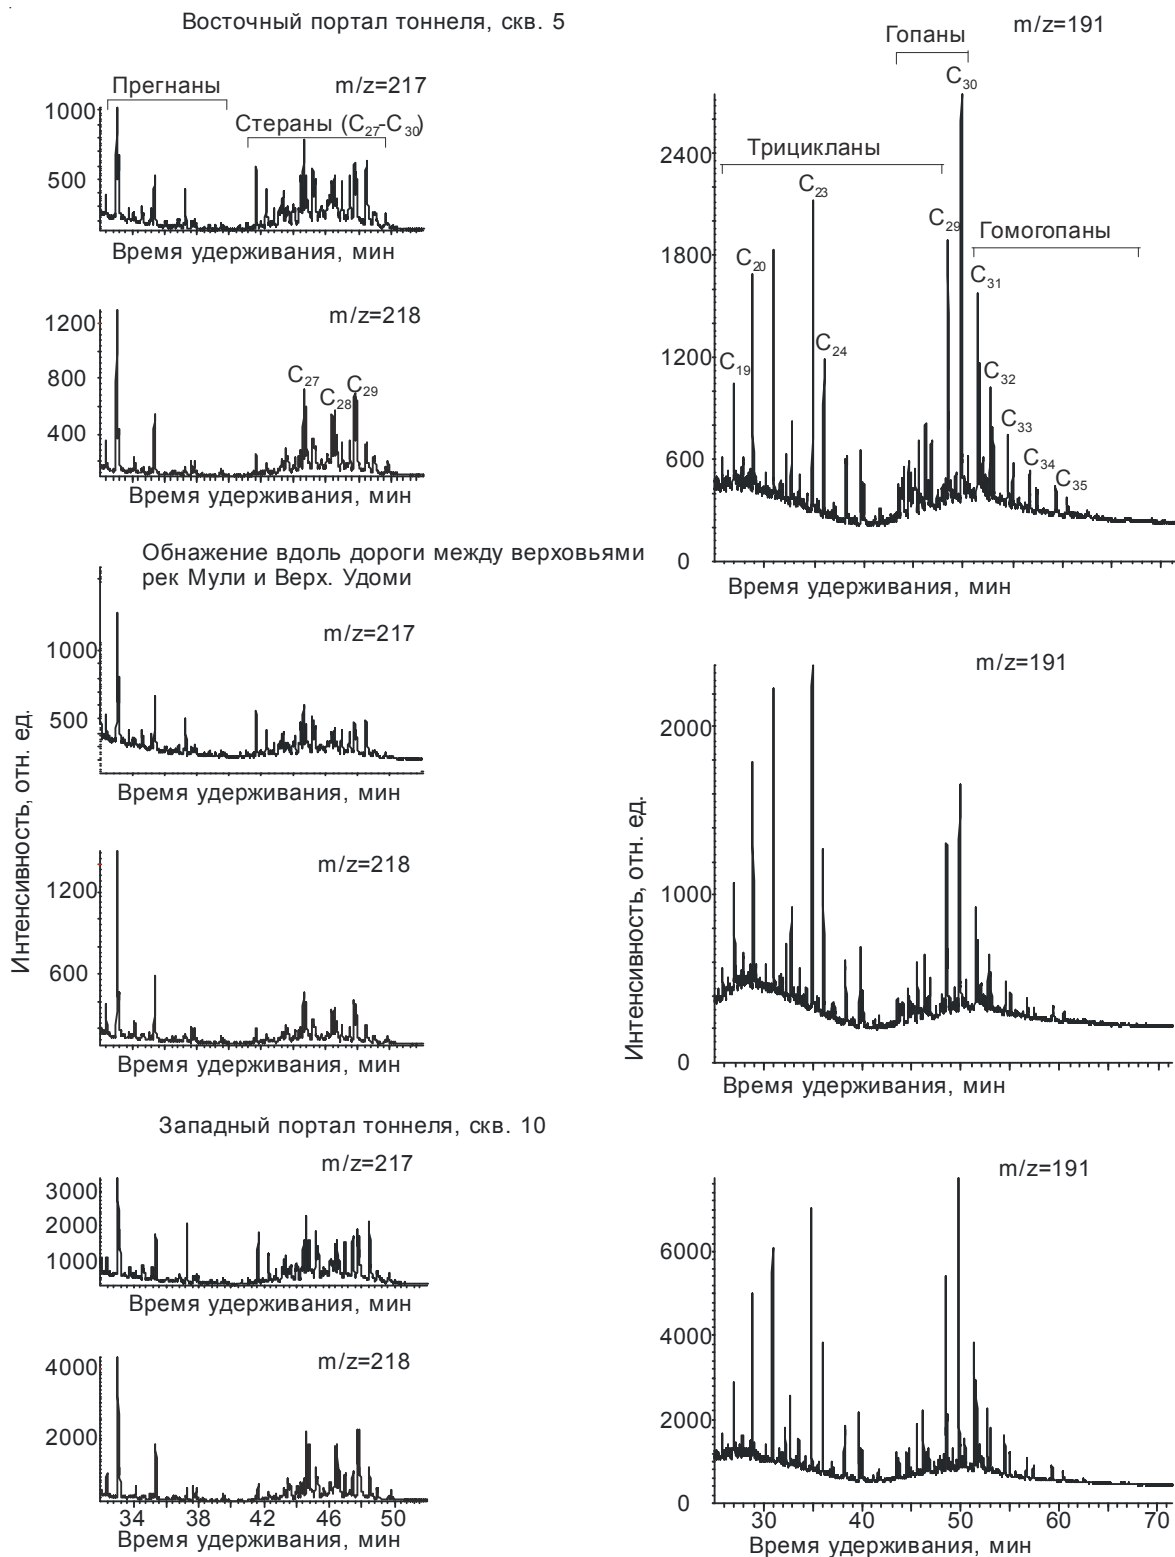 Восточный портал тоннеля, скв. 5
Прегнаны
m/z=217
Стераны (C27-C30)
1000
500
Время удерживания, мин
m/z=218
1200
800
400
C27
C28
C29
Время удерживания, мин
Гопаны
m/z=191
C30
Трицикланы
C23
C29
Гомогопаны
C20
C31
C24
C19
C32
C33
C34
C35
2400
1800
1200
600
0
Время удерживания, мин
Обнажение вдоль дороги между верховьями
рек Мули и Верх. Удоми
m/z=217
1000
500
Время удерживания, мин
m/z=218
1200
600
Время удерживания, мин
Интенсивность, отн. ед.
m/z=191
2000
1000
0
Время удерживания, мин
Интенсивность, отн. ед.
Западный портал тоннеля, скв. 10
m/z=217
3000
2000
1000
Время удерживания, мин
m/z=218
4000
2000
34 38 42 46 50
Время удерживания, мин
m/z=191
6000
4000
2000
0
30 40 50 60 70
Время удерживания, мин